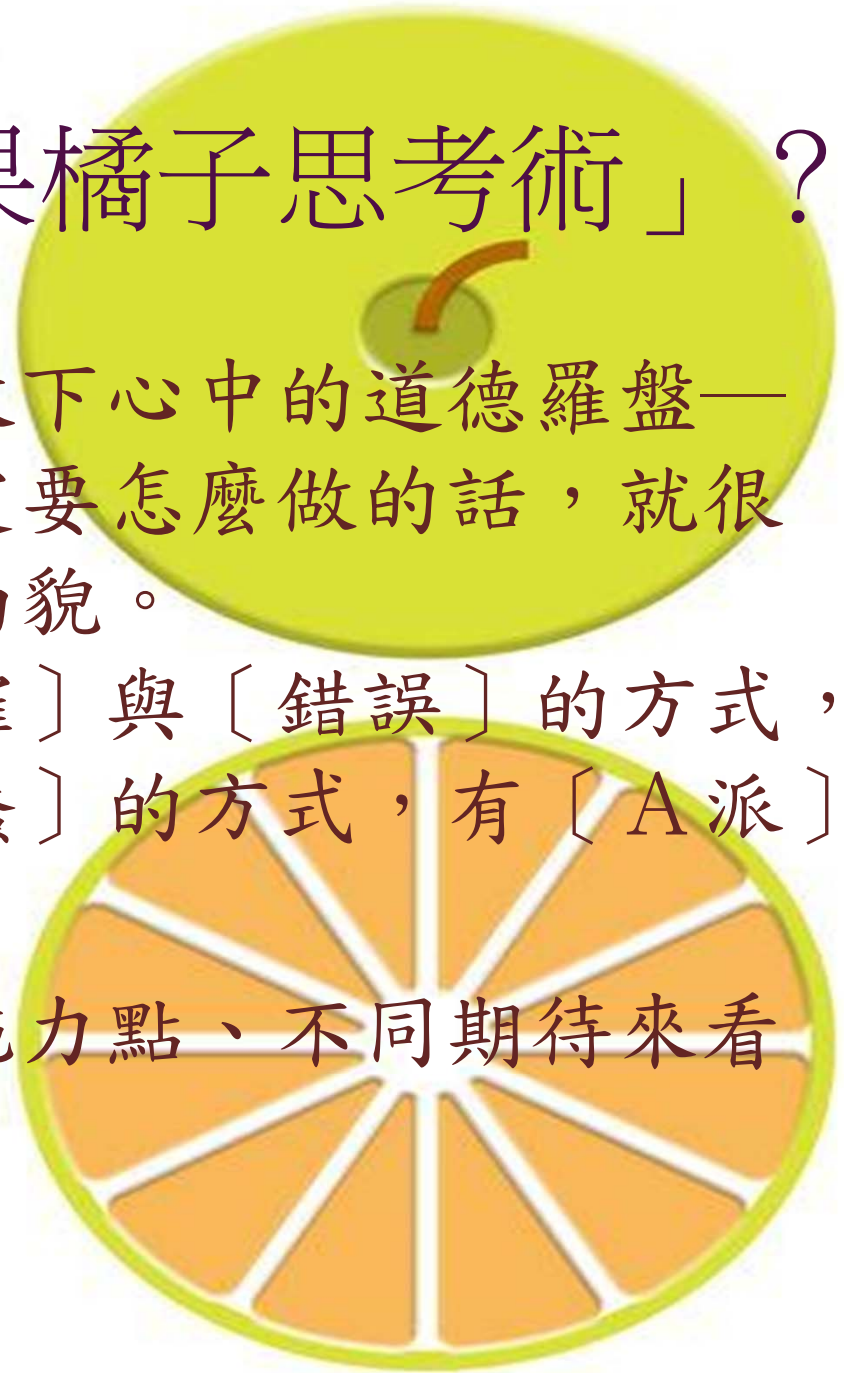 橘子思考術」?
下心中的道德羅盤—
要怎麼做的話，就很
貌。
〕與〔錯誤〕的方式，
〕的方式，有〔A派〕
力點、不同期待來看